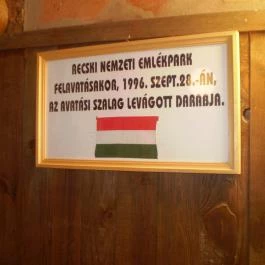 RECSKI NEMZETI EMLÉKPARK
FELAVATÁSAKOR, 1996. SZEPT.28.-ÁN,
AZ AVATÁSI SZALAG LEVÁGOTT DARABJA.